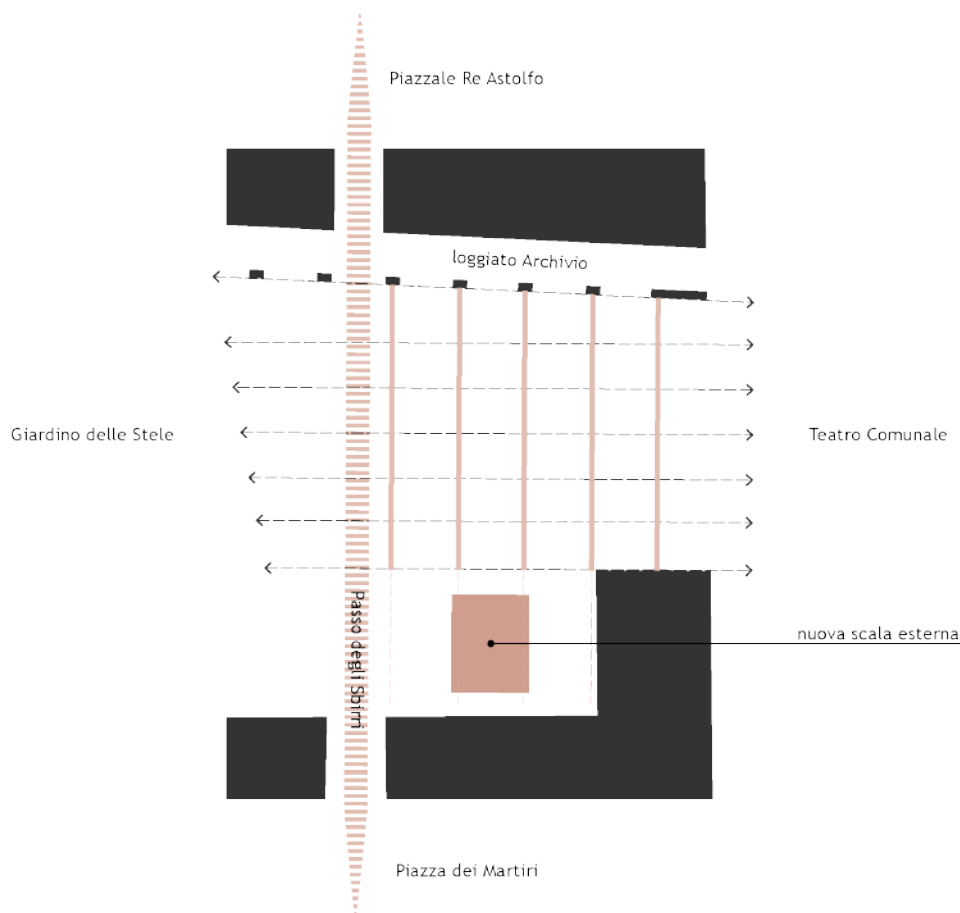 Piazzale Re Astolfo
loggiato Archivio
Giardino delle Stele
Teatro Comunale
Passo degli Sbirri
nuova scala esterna
Piazza dei Martiri